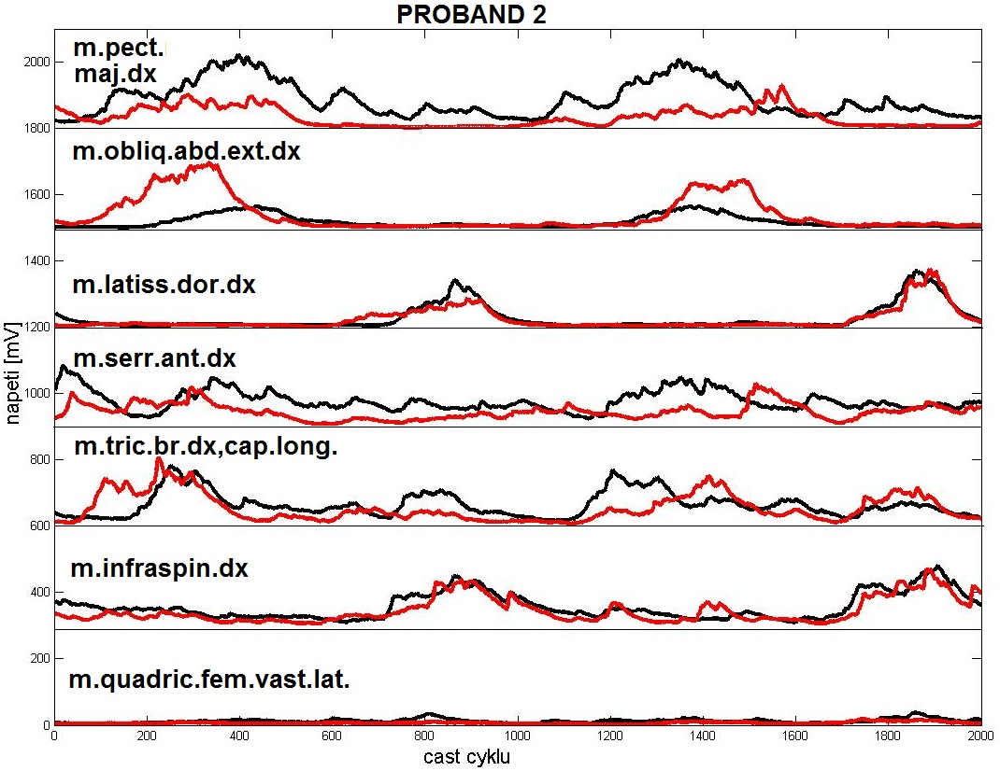 PROBAND 2
m.pect.
maj.dx
m.obliq.abd.ext.dx
m.latiss.dor.dx
m.serr.ant.dx
m.tric.br.dx,cap.long.
m.infraspin.dx
m.quadric.fem.vast.lat.
napeti [mV]
2000
1800
1600
1400
1200
1000
800
600
400
200
0
0 200 400 600 800 1000 1200 1400 1600 1800 2000
cast cyklu